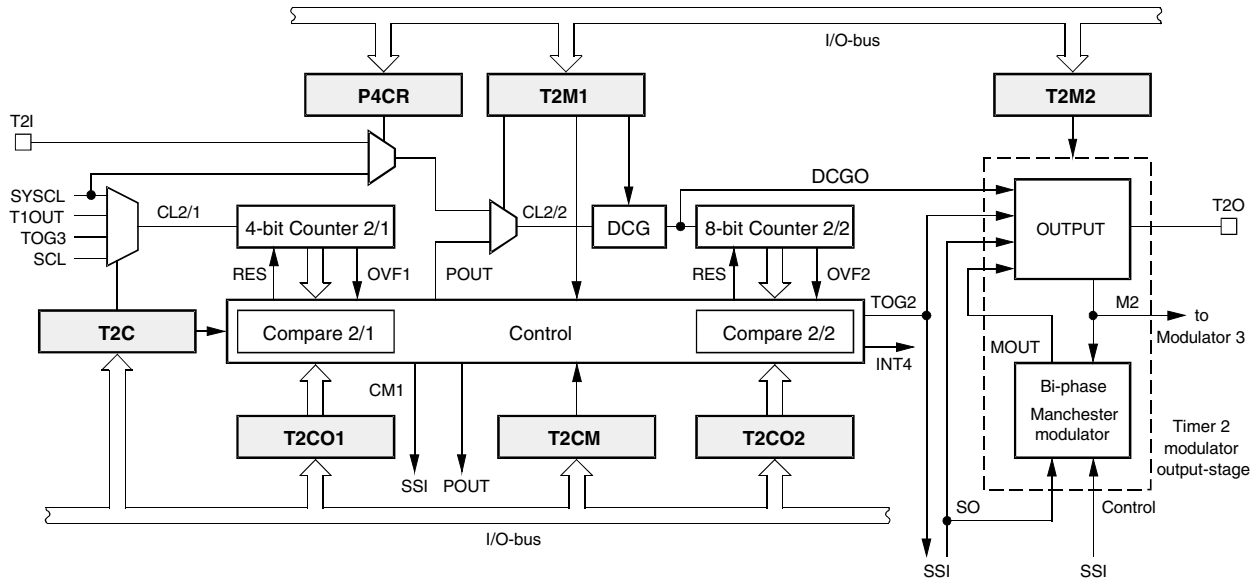 I/O-bus
P4CR
T2M1
T2M2
T2I
SYSCL
T1OUT
TOG3
SCL
CL2/1
4-bit Counter 2/1
CL2/2
DCG
DCGO
8-bit Counter 2/2
OUTPUT
T2O
RES
OVF1
POUT
RES
OVF2
TOG2
T2C
Compare 2/1
Control
Compare 2/2
INT4
M2
to
Modulator 3
MOUT
Bi-phase
Manchester
modulator
CM1
T2CO1
T2CM
T2CO2
Timer 2
modulator
output-stage
SSI
POUT
SO
Control
I/O-bus
SSI
SSI